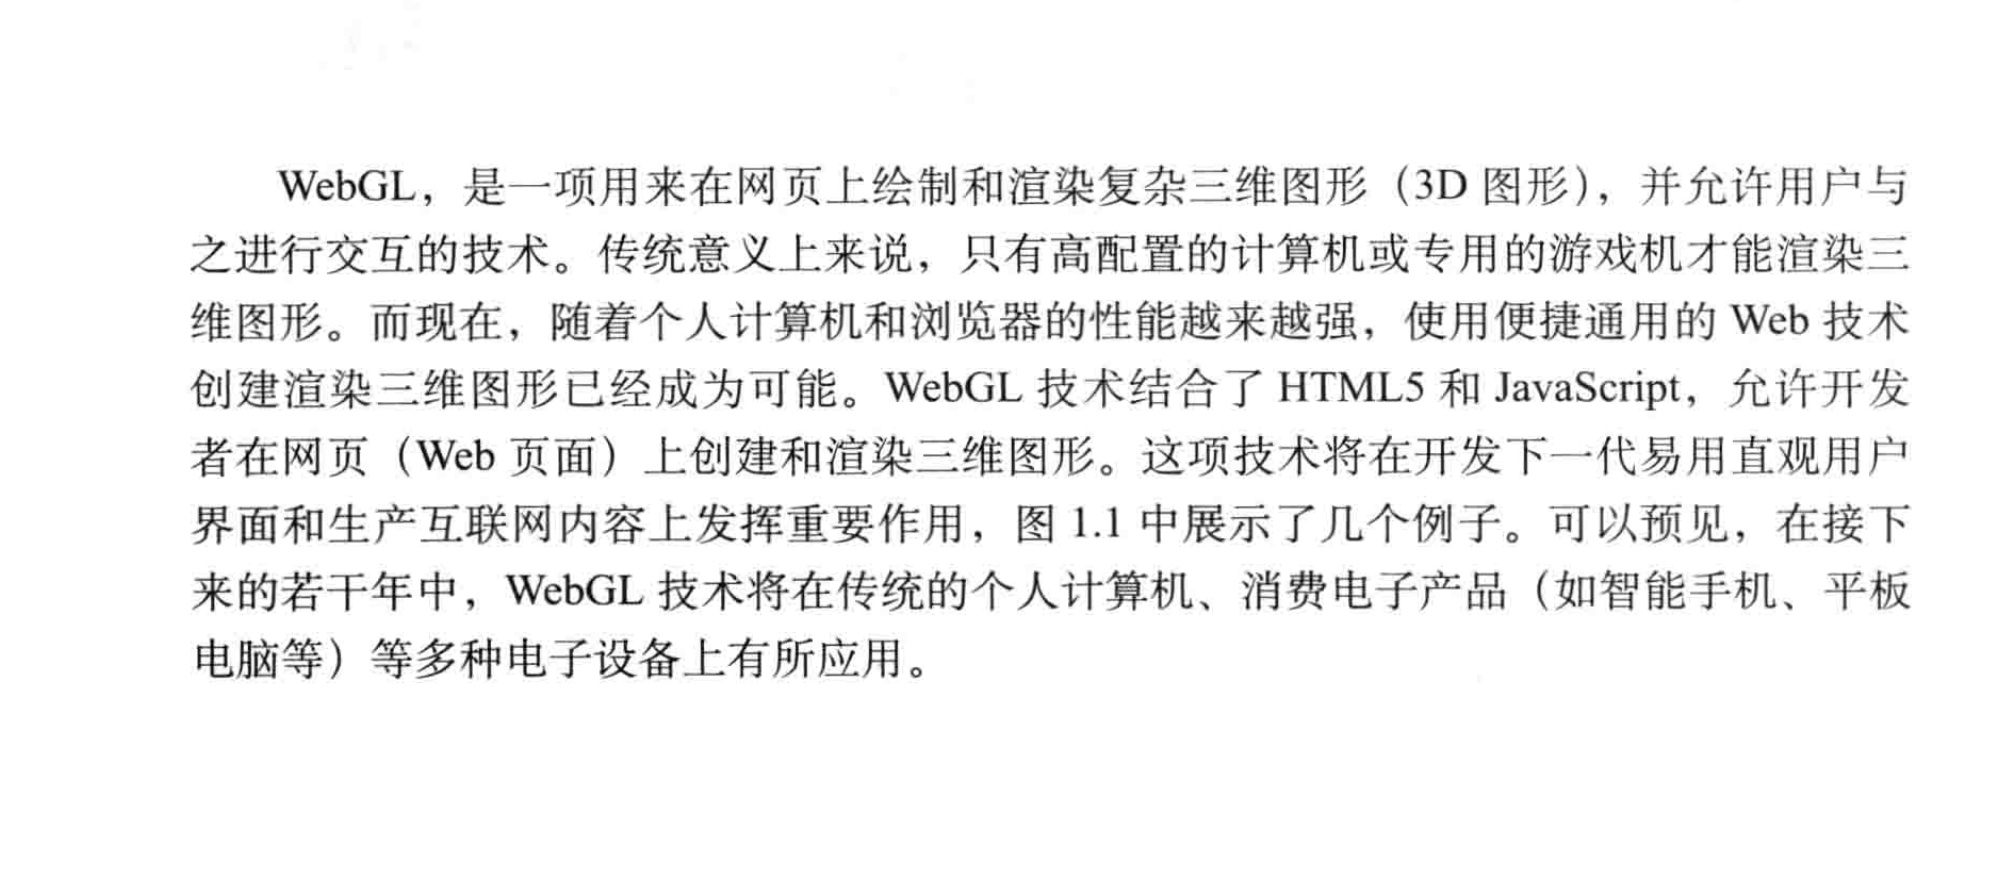 WebGL，是一项用来在网页上绘制和渲染复杂三维图形（3D 图形），并允许用户与
之进行交互的技术。传统意义上来说，只有高配置的计算机或专用的游戏机才能渲染三
维图形。而现在，随着个人计算机和浏览器的性能越来越强，使用便捷通用的 Web 技术
创建渲染三维图形已经成为可能。WebGL 技术结合了 HTML5 和 JavaScript，允许开发
者在网页（Web 页面）上创建和渲染三维图形。这项技术将在开发下一代易用直观用户
界面和生产互联网内容上发挥重要作用，图 1.1 中展示了几个例子。可以预见，在接下
来的若干年中，WebGL 技术将在传统的个人计算机、消费电子产品（如智能手机、平板
电脑等）等多种电子设备上有所应用。